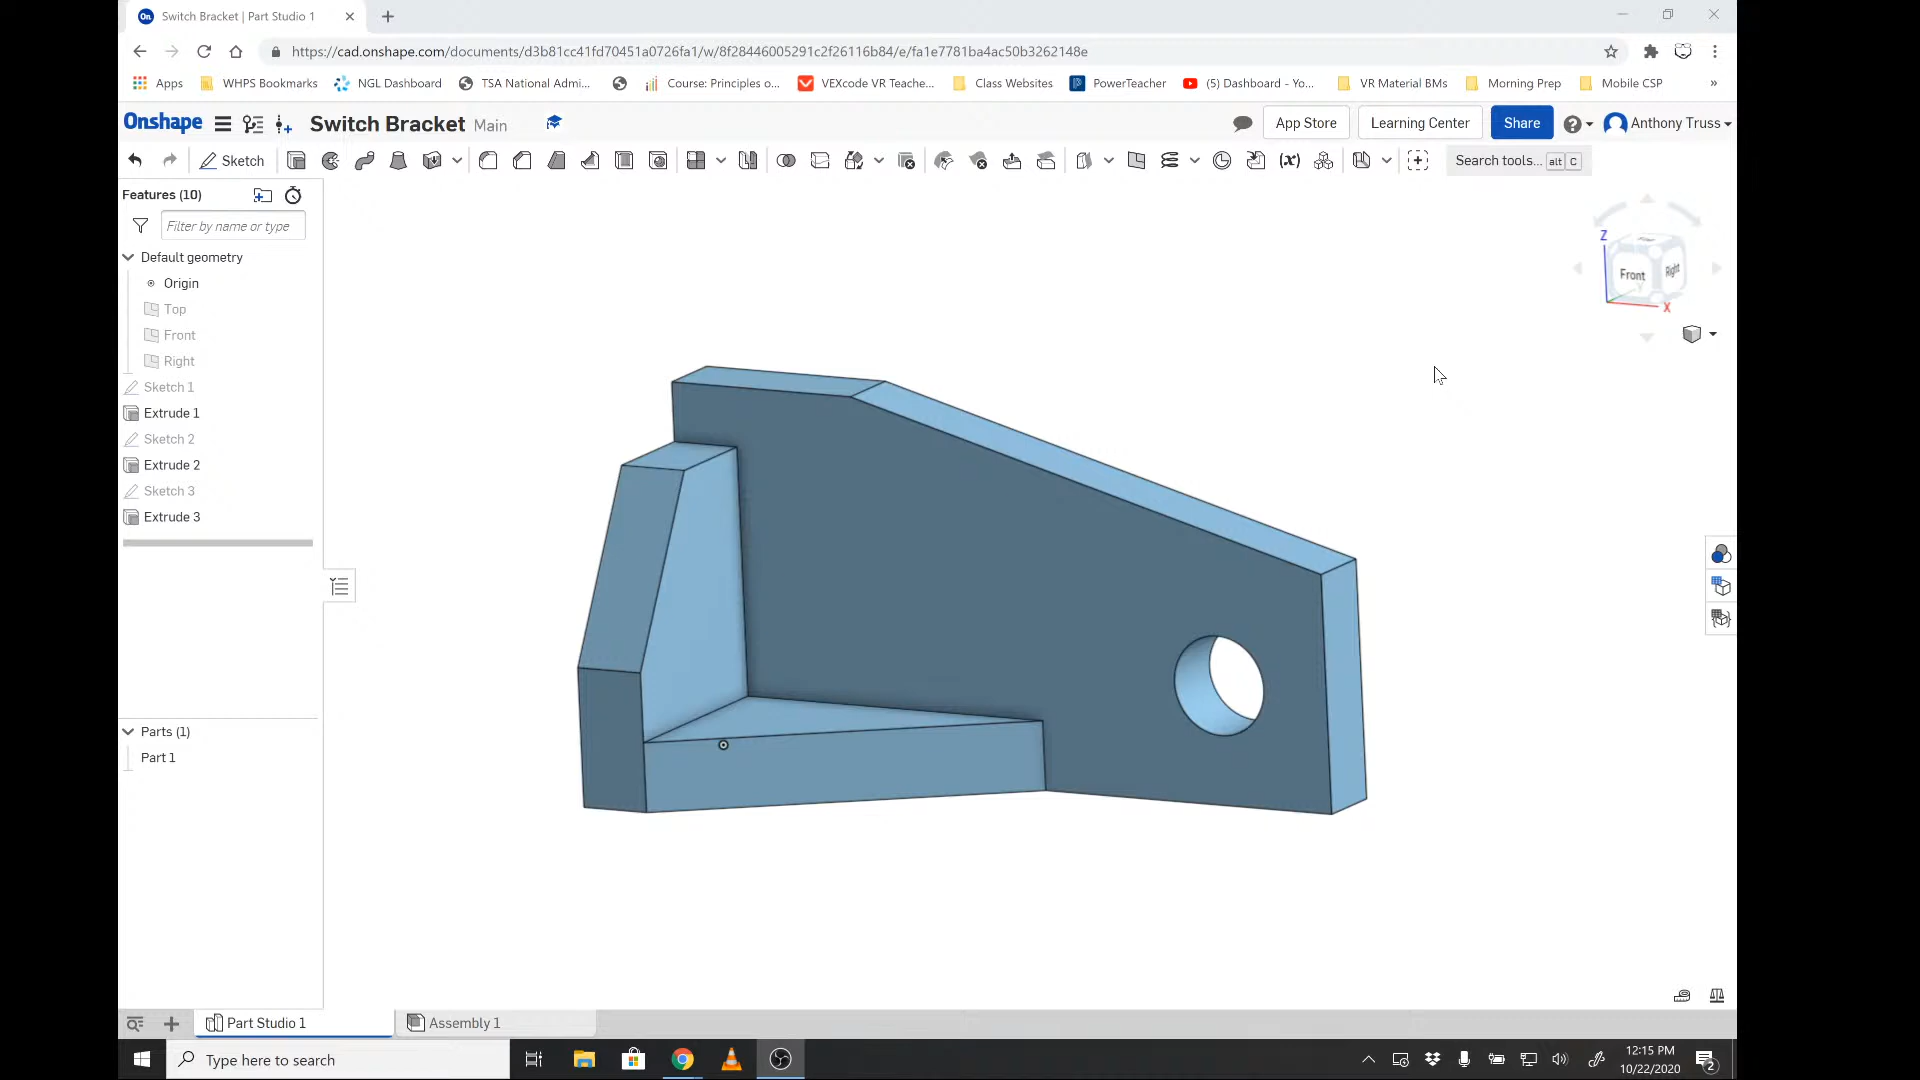 Switch Bracket | Part Studio 1
https://cad.onshape.com/documents/d3b81cc41fd70451a0726fa1/w/8f28446005291c2f26116b84/e/fa1e7781ba4ac50b3262148e
Apps WHPS Bookmarks NGL Dashboard TSA National Admi... Course: Principles o... VEXcode VR Teache... Class Websites PowerTeacher (5) Dashboard - Yo... VR Material BMs Morning Prep Mobile CSP »
Onshape Switch Bracket Main App Store Learning Center Share Anthony Truss
Sketch Search tools... alt C
Features (10)
Filter by name or type
Default geometry
Origin
Top
Front
Right
Sketch 1
Extrude 1
Sketch 2
Extrude 2
Sketch 3
Extrude 3
Parts (1)
Part 1
Z
Front Right
X
Part Studio 1 Assembly 1
Type here to search
12:15 PM
10/22/2020
2